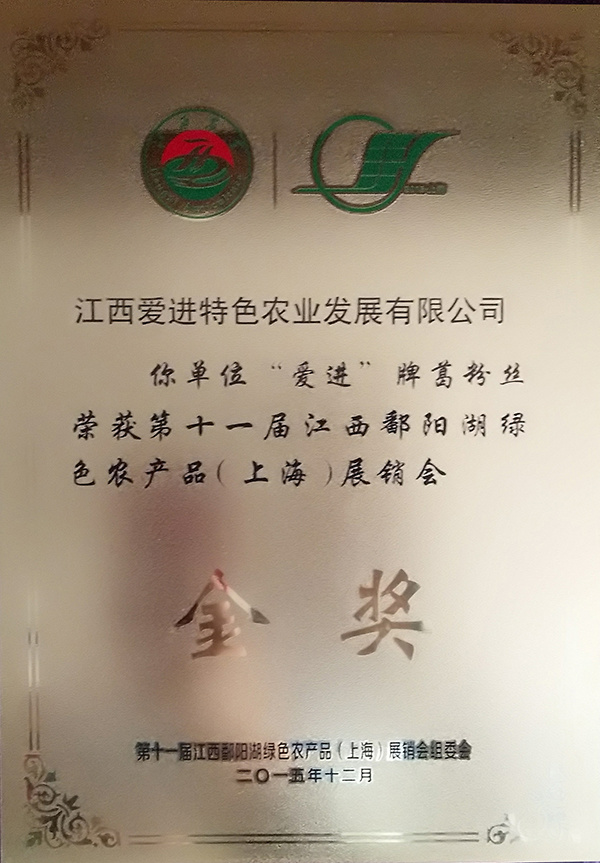 江西爱进特色农业发展有限公司
你单位“爱进”牌葛粉丝
荣获第十一届江西鄱阳湖绿
色农产品(上海)展销会
金奖
第十一届江西鄱阳湖绿色农产品(上海)展销会组委会
二〇一五年十二月